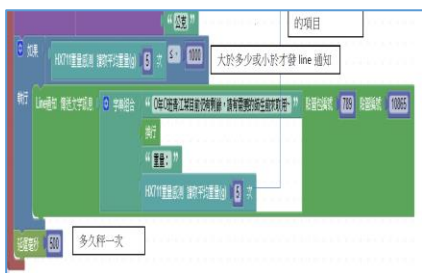 “ 公克 ”
的項目
如果
HX711重量感測 讀取平均重量(g) 5 次 ≤ 1000
大於多少或小於才發 line 通知
執行
Line通知 傳送文字訊息 字串組合
貼圖包編號 789 貼圖編號 10865
換行
“ 重量: ”
HX711重量感測 讀取平均重量(g) 5 次
延遲毫秒 500
多久秤一次